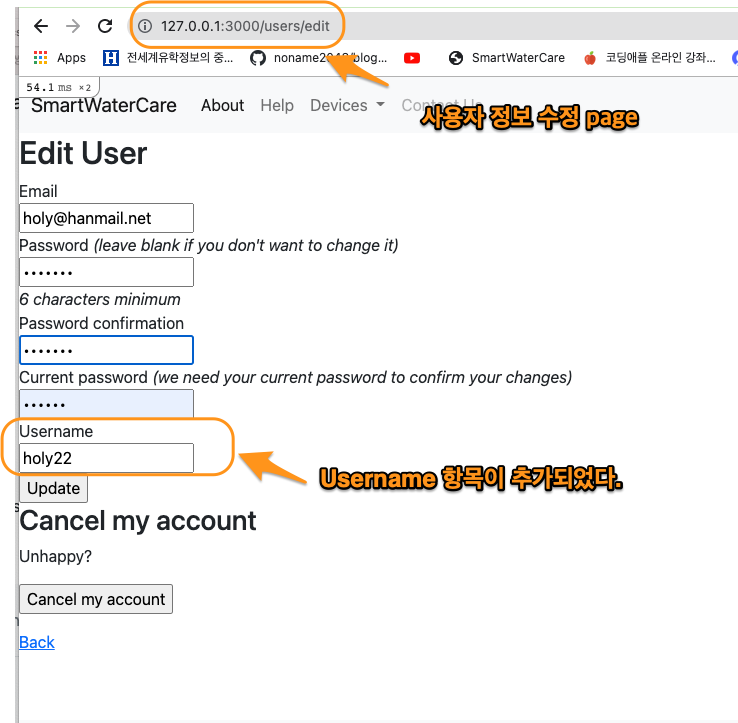 127.0.0.1:3000/users/edit
Apps 전세계유학정보의 중... noname2048/blog... SmartWaterCare 코딩애플 온라인 강좌...
54.1 ms ×2
SmartWaterCare About Help Devices Contact Us
사용자 정보 수정 page
Edit User
Email
holy@hanmail.net
Password (leave blank if you don't want to change it)
•••••••
6 characters minimum
Password confirmation
•••••••
Current password (we need your current password to confirm your changes)
••••••
Username
holy22
Username 항목이 추가되었다.
Update
Cancel my account
Unhappy?
Cancel my account
Back